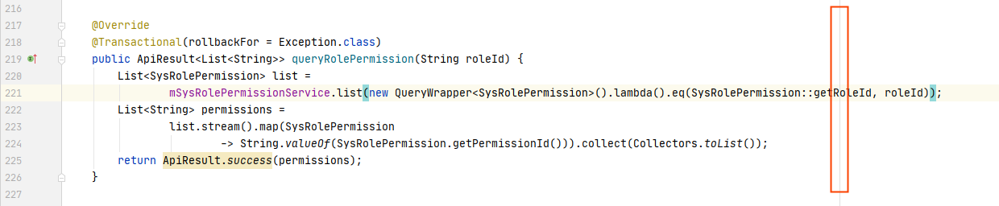 216
217 @Override
218 @Transactional(rollbackFor = Exception.class)
219 public ApiResult<List<String>> queryRolePermission(String roleId) {
220 List<SysRolePermission> list =
221 mSysRolePermissionService.list(new QueryWrapper<SysRolePermission>().lambda().eq(SysRolePermission::getRoleId, roleId));
222 List<String> permissions =
223 list.stream().map(SysRolePermission
224 -> String.valueOf(SysRolePermission.getPermissionId())).collect(Collectors.toList());
225 return ApiResult.success(permissions);
226 }
227